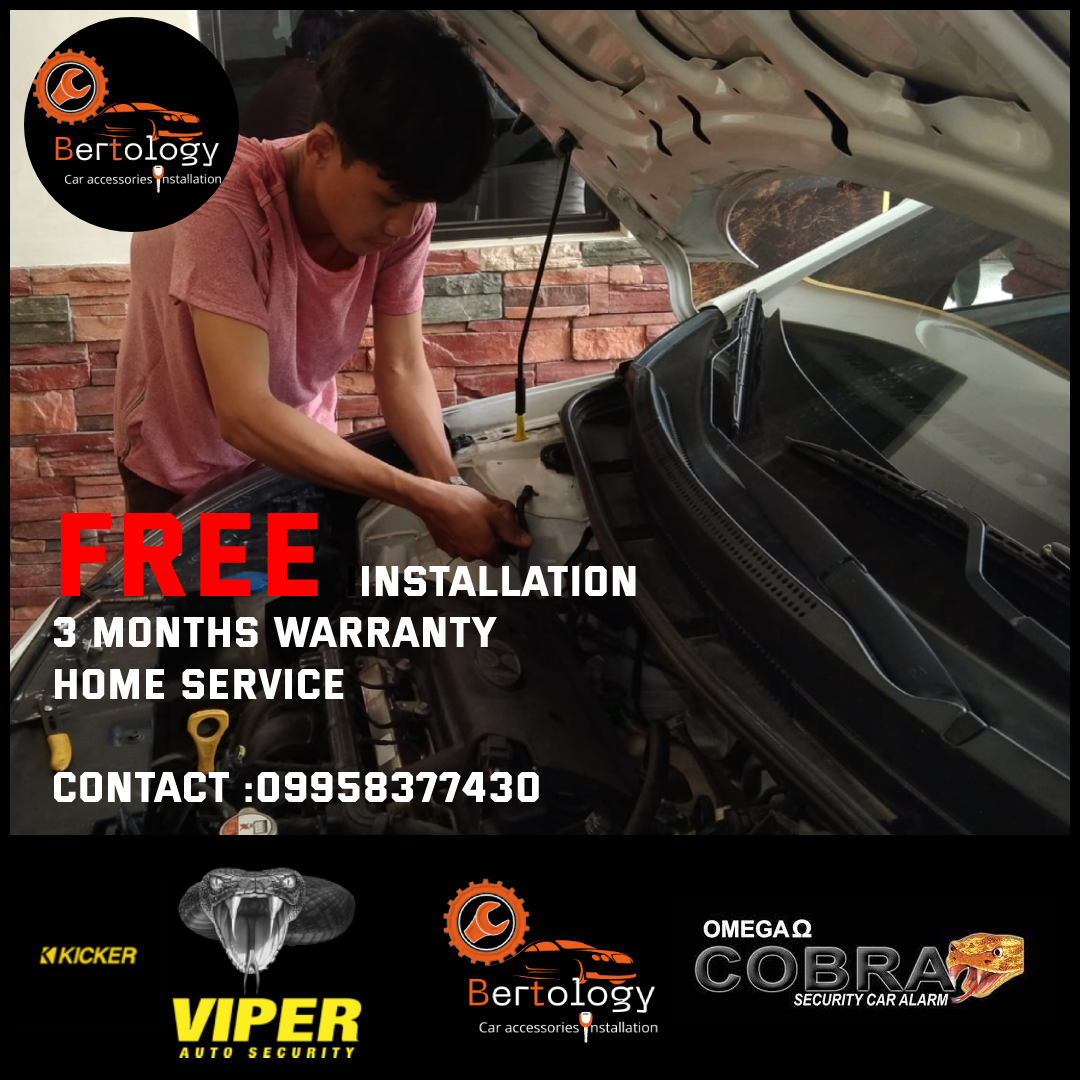 Bertology
Car accessories installation
FREE INSTALLATION
3 MONTHS WARRANTY
HOME SERVICE
CONTACT :09958377430
KICKER
VIPER
AUTO SECURITY
Bertology
Car accessories installation
OMEGA Ω
COBRA
SECURITY CAR ALARM